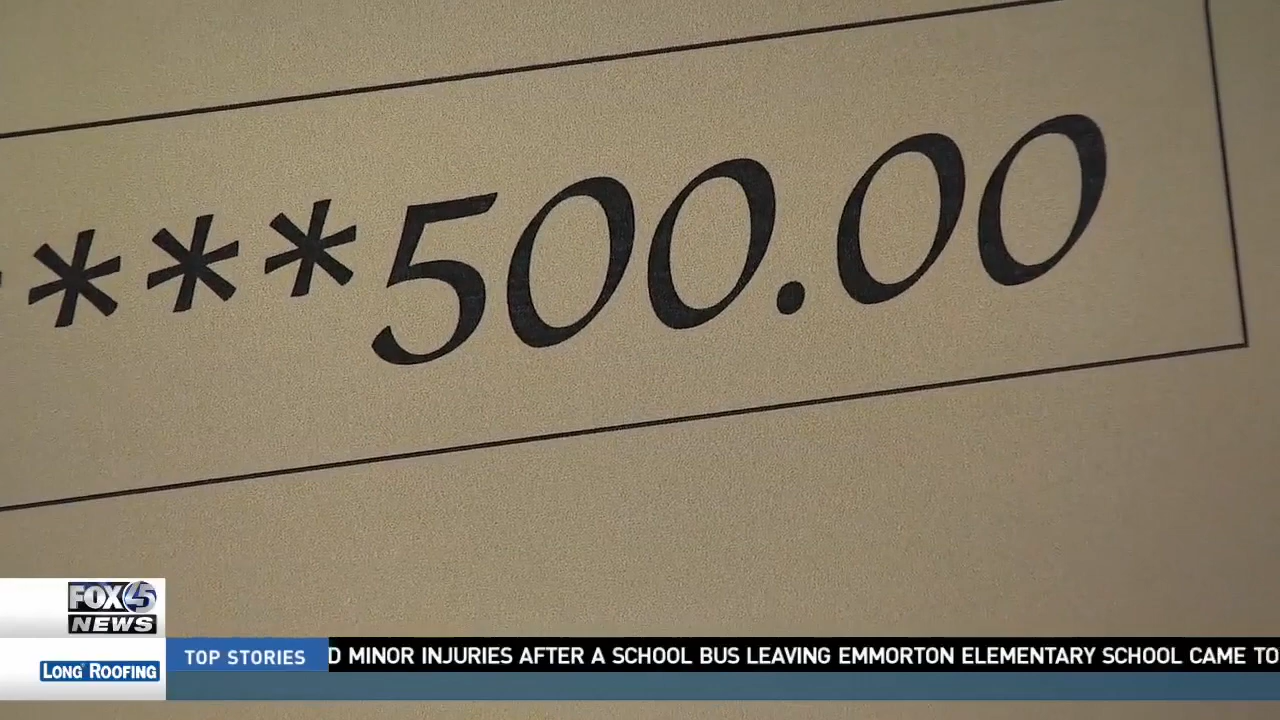 ***500.00
FOX 45
NEWS
LONG ROOFING
TOP STORIES
D MINOR INJURIES AFTER A SCHOOL BUS LEAVING EMMORTON ELEMENTARY SCHOOL CAME TO